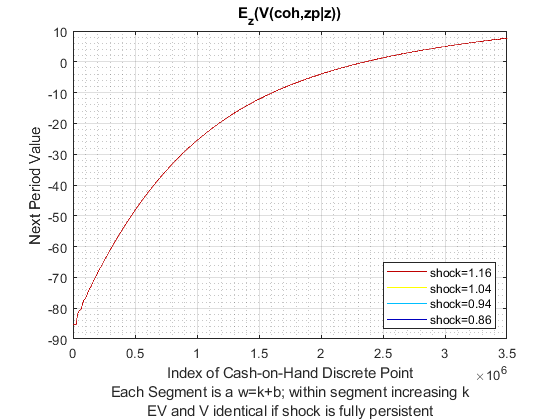 E_z(V(coh,zp|z))
10
0
-10
-20
-30
-40
-50
-60
-70
-80
-90
Next Period Value
shock=1.16
shock=1.04
shock=0.94
shock=0.86
0 0.5 1 1.5 2 2.5 3 3.5
×10^6
Index of Cash-on-Hand Discrete Point
Each Segment is a w=k+b; within segment increasing k
EV and V identical if shock is fully persistent